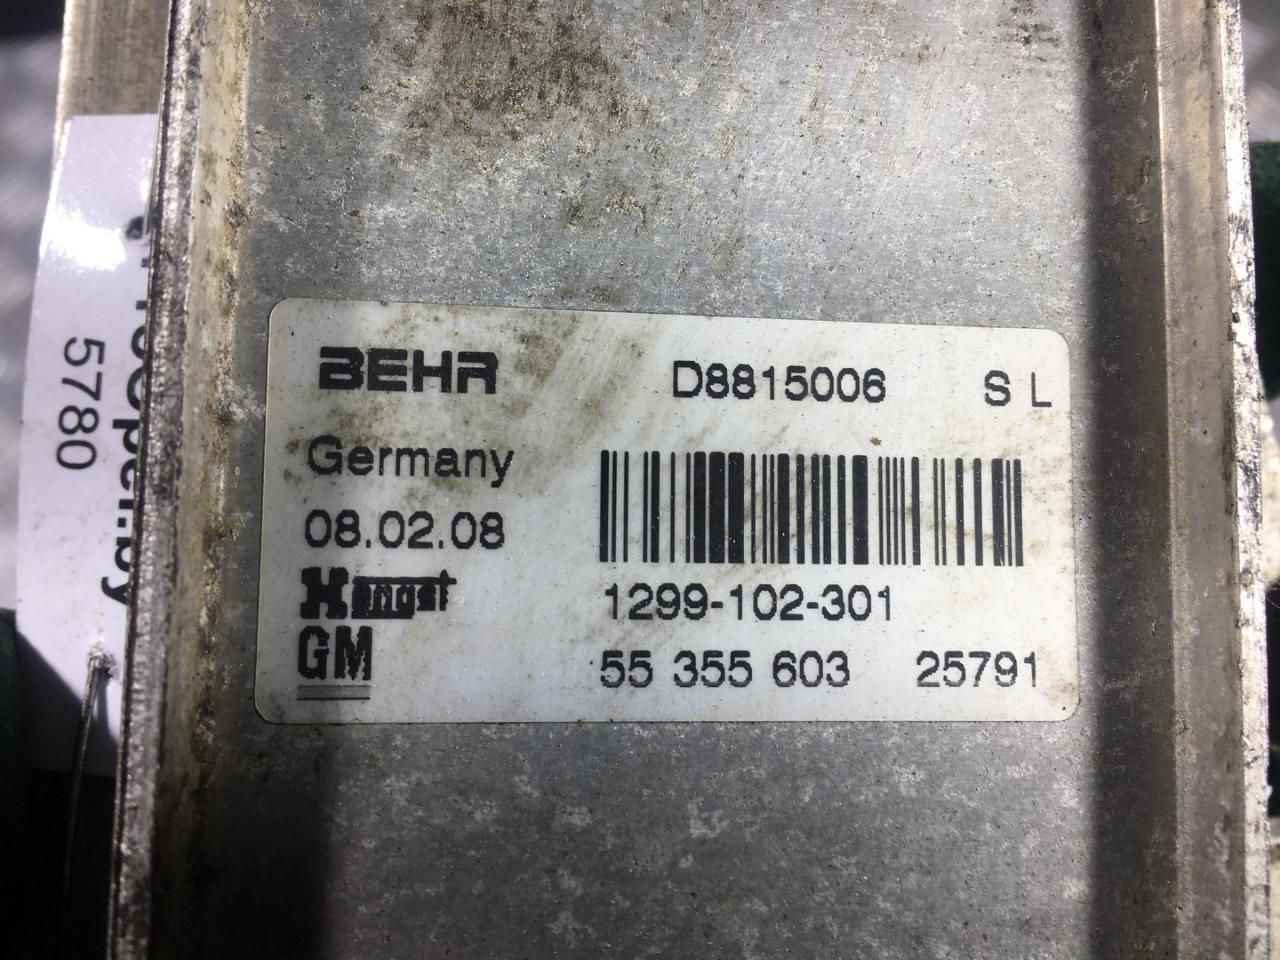 BEHR D8815006 S L
Germany
08.02.08
Hengst 1299-102-301
GM 55 355 603 25791
5780